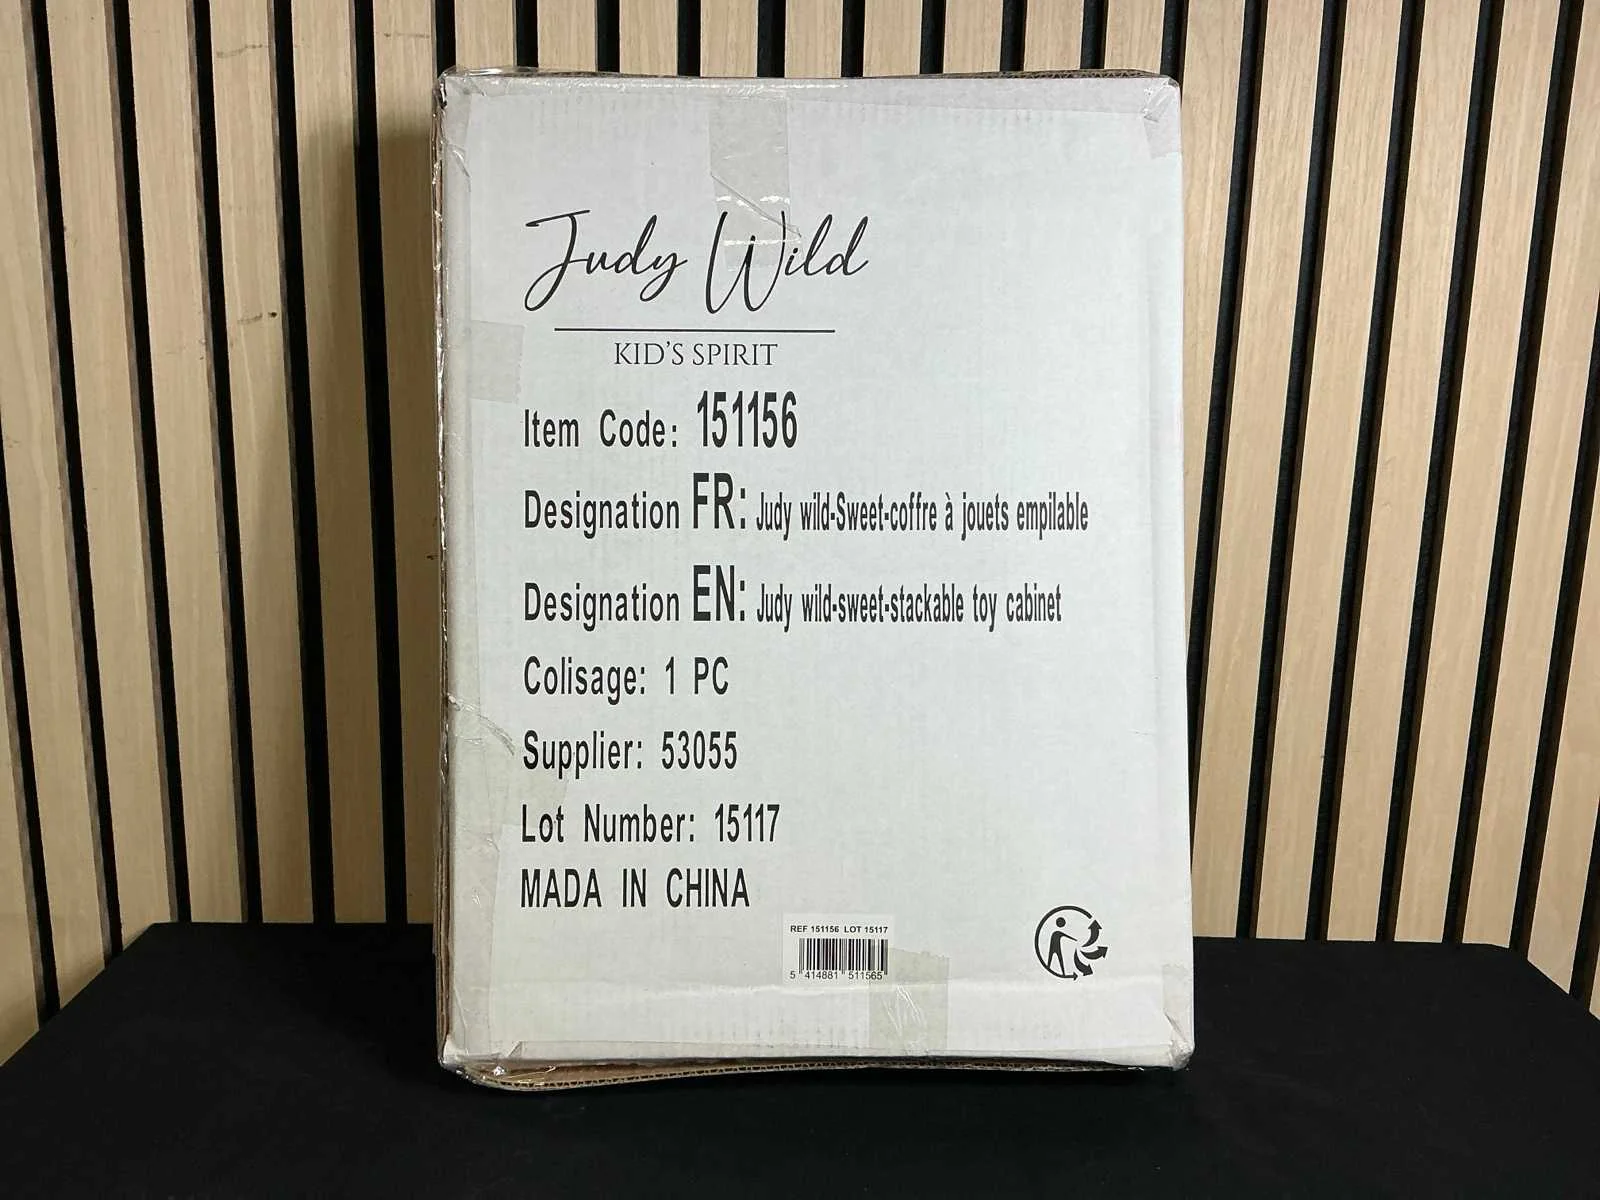 Judy Wild
KID'S SPIRIT
Item Code: 151156
Designation FR: Judy wild-Sweet-coffre à jouets empilable
Designation EN: Judy wild-sweet-stackable toy cabinet
Colisage: 1 PC
Supplier: 53055
Lot Number: 15117
MADA IN CHINA
REF 151156 LOT 15117
5 414881 511565